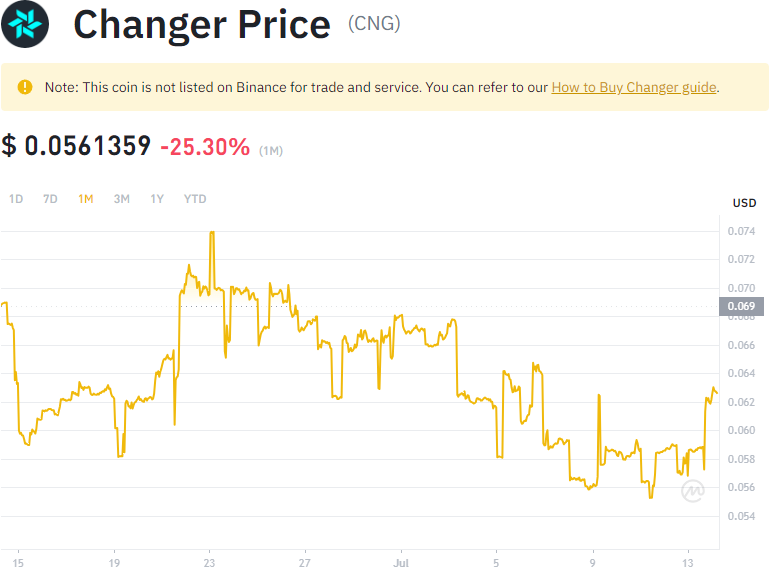 Changer Price (CNG)
Note: This coin is not listed on Binance for trade and service. You can refer to our How to Buy Changer guide.
$ 0.0561359 -25.30% (1M)
1D 7D 1M 3M 1Y YTD
USD
0.074
0.072
0.070
0.069
0.068
0.066
0.064
0.062
0.060
0.058
0.056
0.054
15 19 23 27 Jul 5 9 13